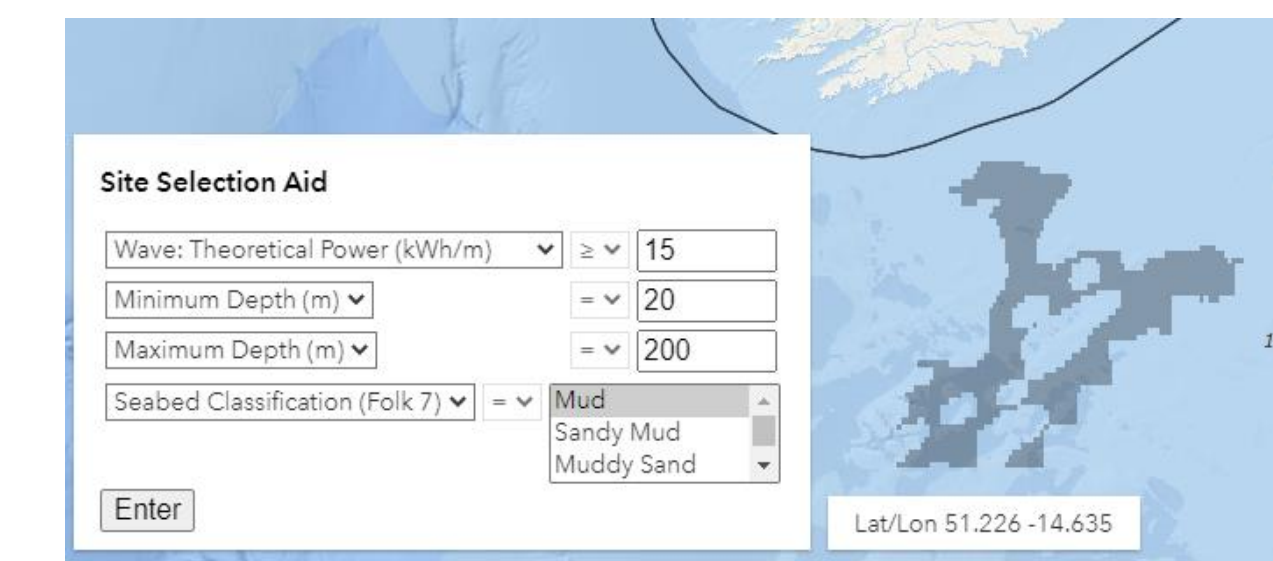 Site Selection Aid
Wave: Theoretical Power (kWh/m) ≥ 15
Minimum Depth (m) = 20
Maximum Depth (m) = 200
Seabed Classification (Folk 7) = Mud
Sandy Mud
Muddy Sand
Enter
Lat/Lon 51.226 -14.635
1